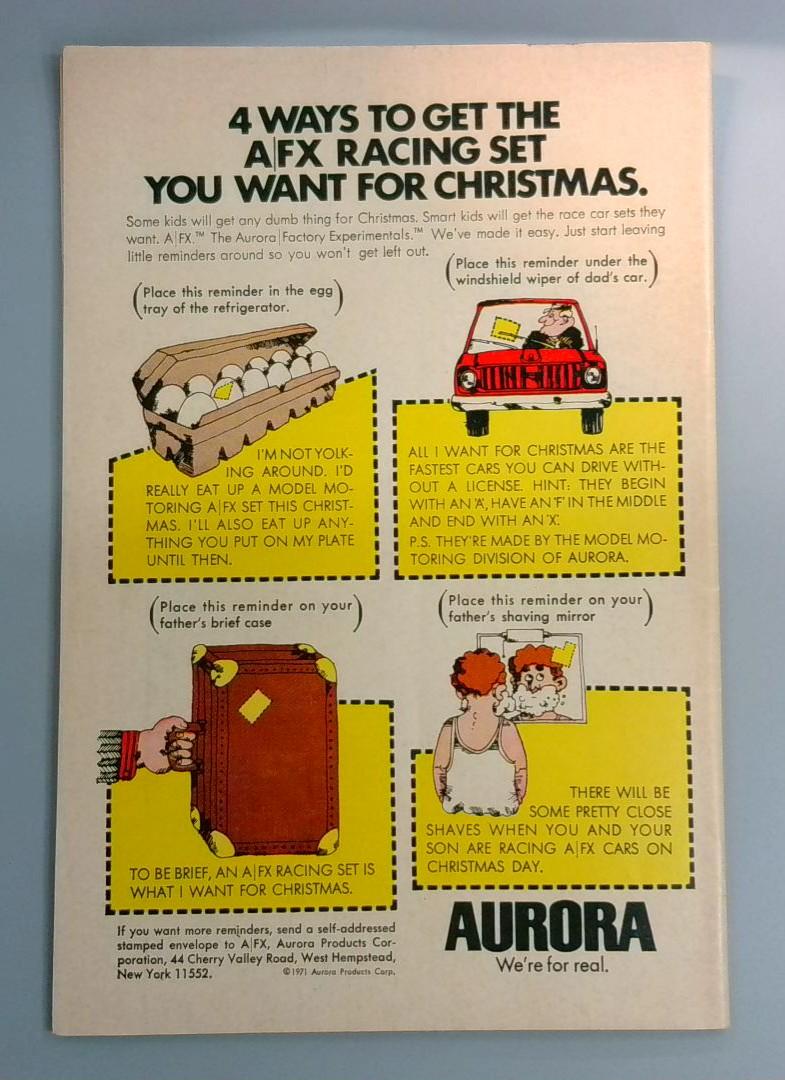 4 WAYS TO GET THE
A|FX RACING SET
YOU WANT FOR CHRISTMAS.
Some kids will get any dumb thing for Christmas. Smart kids will get the race car sets they
want. A|FX.™ The Aurora|Factory Experimentals.™ We've made it easy. Just start leaving
little reminders around so you won't get left out.
(Place this reminder in the egg
tray of the refrigerator.)
(Place this reminder under the
windshield wiper of dad's car.)
I'M NOT YOLK-
ING AROUND. I'D
REALLY EAT UP A MODEL MO-
TORING A|FX SET THIS CHRIST-
MAS. I'LL ALSO EAT UP ANY-
THING YOU PUT ON MY PLATE
UNTIL THEN.
ALL I WANT FOR CHRISTMAS ARE THE
FASTEST CARS YOU CAN DRIVE WITH-
OUT A LICENSE. HINT: THEY BEGIN
WITH AN 'A', HAVE AN 'F' IN THE MIDDLE
AND END WITH AN 'X'.
P.S. THEY'RE MADE BY THE MODEL MO-
TORING DIVISION OF AURORA.
(Place this reminder on your
father's brief case)
(Place this reminder on your
father's shaving mirror)
TO BE BRIEF, AN A|FX RACING SET IS
WHAT I WANT FOR CHRISTMAS.
THERE WILL BE
SOME PRETTY CLOSE
SHAVES WHEN YOU AND YOUR
SON ARE RACING A|FX CARS ON
CHRISTMAS DAY.
If you want more reminders, send a self-addressed
stamped envelope to A|FX, Aurora Products Cor-
poration, 44 Cherry Valley Road, West Hempstead,
New York 11552. ©1971 Aurora Products Corp.
AURORA
We're for real.